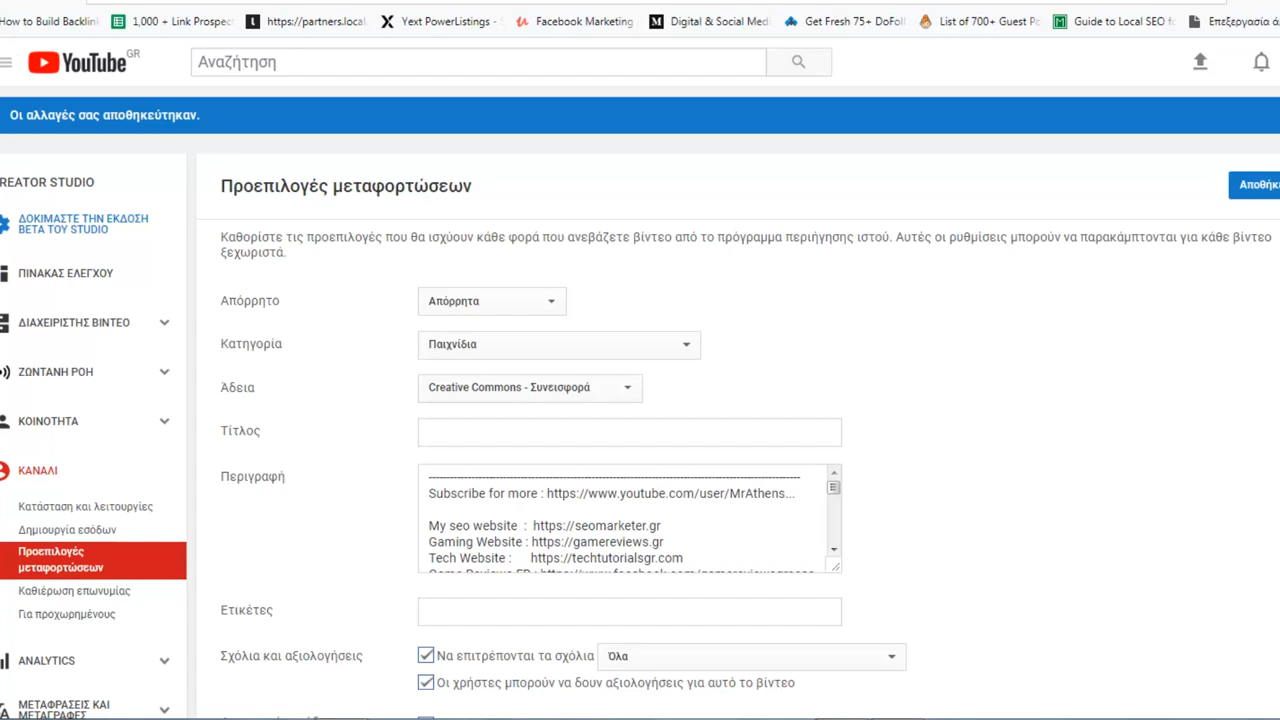 How to Build Backlin
1,000 + Link Prospec
https://partners.local
Yext PowerListings -
Facebook Marketing
Digital & Social Medi
Get Fresh 75+ DoFoll
List of 700+ Guest Po
Guide to Local SEO f
Επεξεργασία ά
YouTube GR
Αναζήτηση
Οι αλλαγές σας αποθηκεύτηκαν.
REATOR STUDIO
ΔΟΚΙΜΑΣΤΕ ΤΗΝ ΕΚΔΟΣΗ
BETA ΤΟΥ STUDIO
ΠΙΝΑΚΑΣ ΕΛΕΓΧΟΥ
ΔΙΑΧΕΙΡΙΣΤΗΣ ΒΙΝΤΕΟ
ΖΩΝΤΑΝΗ ΡΟΗ
ΚΟΙΝΟΤΗΤΑ
ΚΑΝΑΛΙ
Κατάσταση και λειτουργίες
Δημιουργία εσόδων
Προεπιλογές
μεταφορτώσεων
Καθιέρωση επωνυμίας
Για προχωρημένους
ANALYTICS
ΜΕΤΑΦΡΑΣΕΙΣ ΚΑΙ
ΜΕΤΑΓΡΑΦΕΣ
Προεπιλογές μεταφορτώσεων
Αποθήκε
Καθορίστε τις προεπιλογές που θα ισχύουν κάθε φορά που ανεβάζετε βίντεο από το πρόγραμμα περιήγησης ιστού. Αυτές οι ρυθμίσεις μπορούν να παρακάμπτονται για κάθε βίντεο
ξεχωριστά.
Απόρρητο Απόρρητα
Κατηγορία Παιχνίδια
Άδεια Creative Commons - Συνεισφορά
Τίτλος
Περιγραφή
Subscribe for more : https://www.youtube.com/user/MrAthens...
My seo website : https://seomarketer.gr
Gaming Website : https://gamereviews.gr
Tech Website : https://techtutorialsgr.com
Ετικέτες
Σχόλια και αξιολογήσεις Να επιτρέπονται τα σχόλια Όλα
Οι χρήστες μπορούν να δουν αξιολογήσεις για αυτό το βίντεο